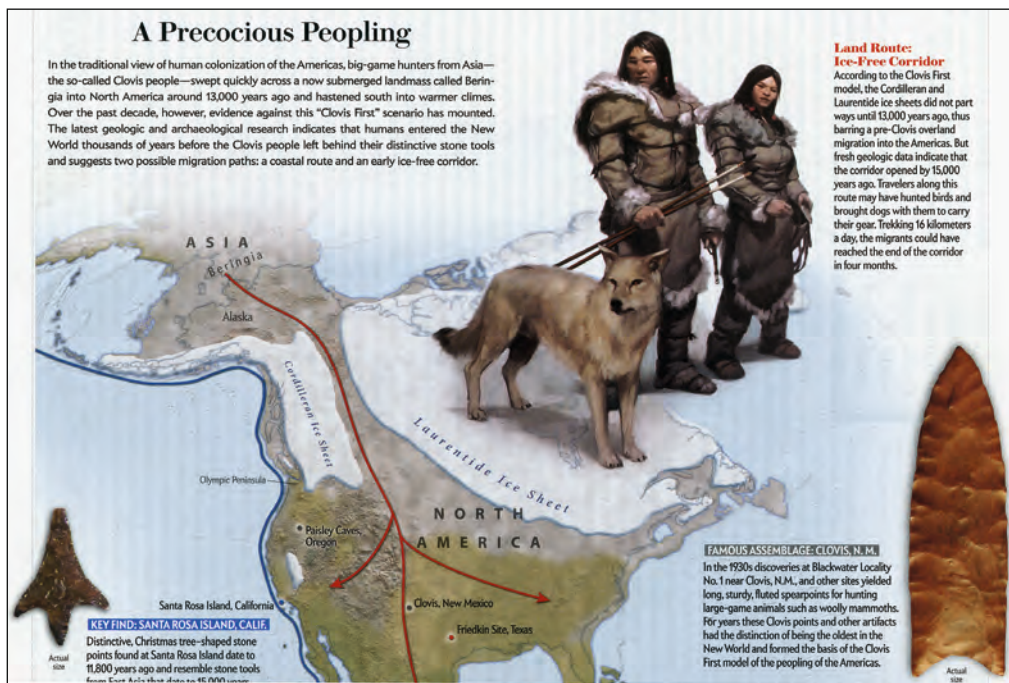 A Precocious Peopling
In the traditional view of human colonization of the Americas, big-game hunters from Asia—
the so-called Clovis people—swept quickly across a now submerged landmass called Berin-
gia into North America around 13,000 years ago and hastened south into warmer climes.
Over the past decade, however, evidence against this "Clovis First" scenario has mounted.
The latest geologic and archaeological research indicates that humans entered the New
World thousands of years before the Clovis people left behind their distinctive stone tools
and suggests two possible migration paths: a coastal route and an early ice-free corridor.
Land Route:
Ice-Free Corridor
According to the Clovis First
model, the Cordilleran and
Laurentide ice sheets did not part
ways until 13,000 years ago, thus
barring a pre-Clovis overland
migration into the Americas. But
fresh geologic data indicate that
the corridor opened by 15,000
years ago. Travelers along this
route may have hunted birds and
brought dogs with them to carry
their gear. Trekking 16 kilometers
a day, the migrants could have
reached the end of the corridor
in four months.
ASIA
Beringia
Alaska
Cordilleran Ice Sheet
Laurentide Ice Sheet
Olympic Peninsula
NORTH
AMERICA
Paisley Caves,
Oregon
Santa Rosa Island, California
Clovis, New Mexico
Friedkin Site, Texas
KEY FIND: SANTA ROSA ISLAND, CALIF.
Distinctive, Christmas tree–shaped stone
points found at Santa Rosa Island date to
11,800 years ago and resemble stone tools
from East Asia that date to 15,000 years
Actual
size
FAMOUS ASSEMBLAGE: CLOVIS, N. M.
In the 1930s discoveries at Blackwater Locality
No. 1 near Clovis, N.M., and other sites yielded
long, sturdy, fluted spearpoints for hunting
large-game animals such as woolly mammoths.
For years these Clovis points and other artifacts
had the distinction of being the oldest in the
New World and formed the basis of the Clovis
First model of the peopling of the Americas.
Actual
size